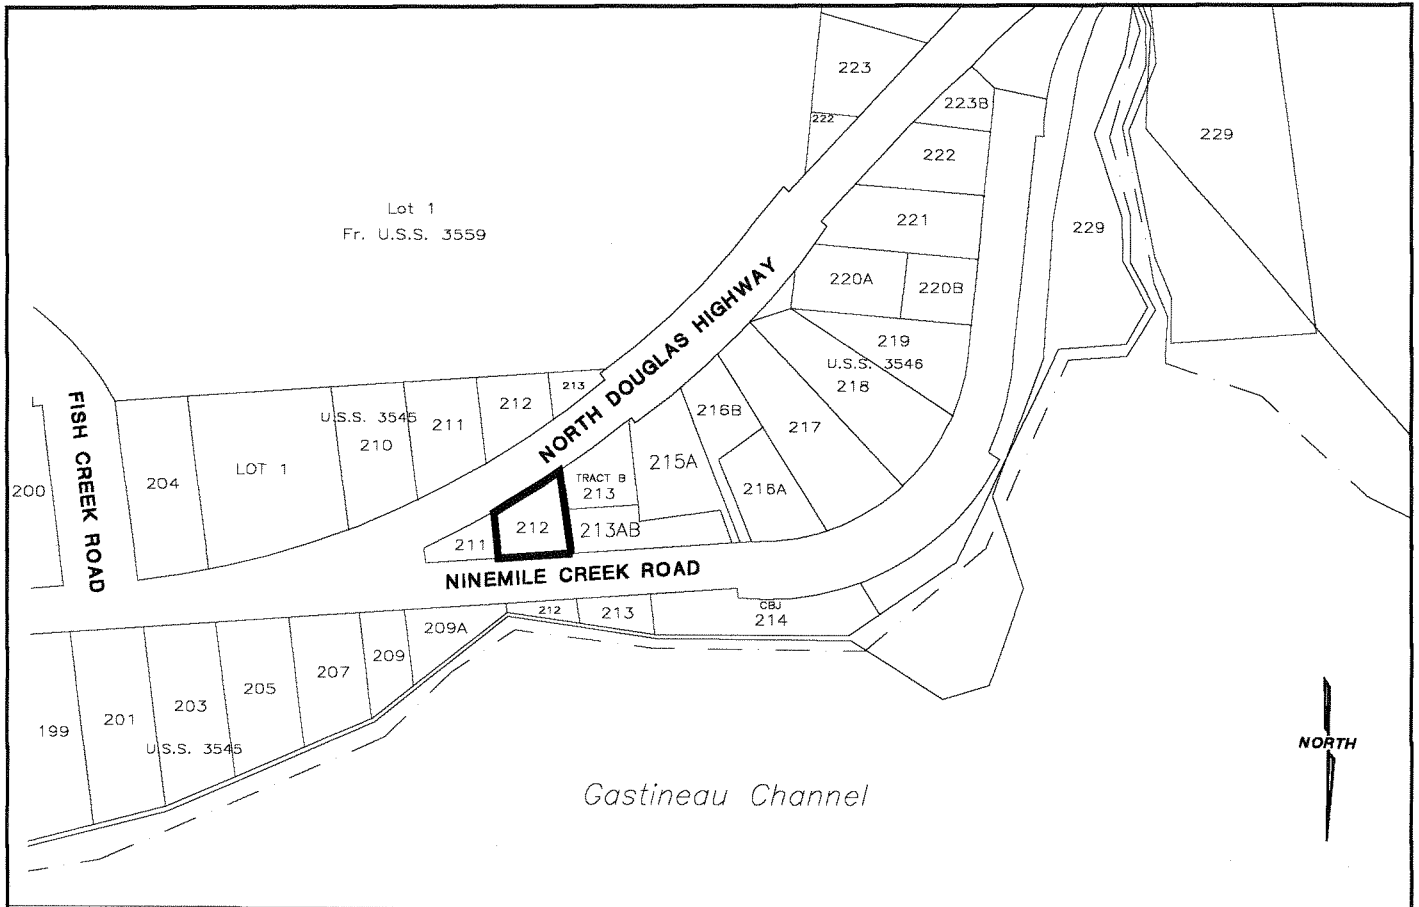 223
223B
222
222
229
Lot 1
Fr. U.S.S. 3559
221
229
220A
220B
NORTH DOUGLAS HIGHWAY
219
U.S.S. 3546
218
213
212
U.S.S. 3545
210
211
216B
217
FISH CREEK ROAD
LOT 1
204
200
215A
TRACT B
213
216A
212
211
213AB
NINEMILE CREEK ROAD
212
213
CBJ
214
209A
209
207
205
203
201
199
U.S.S. 3545
NORTH
Gastineau Channel